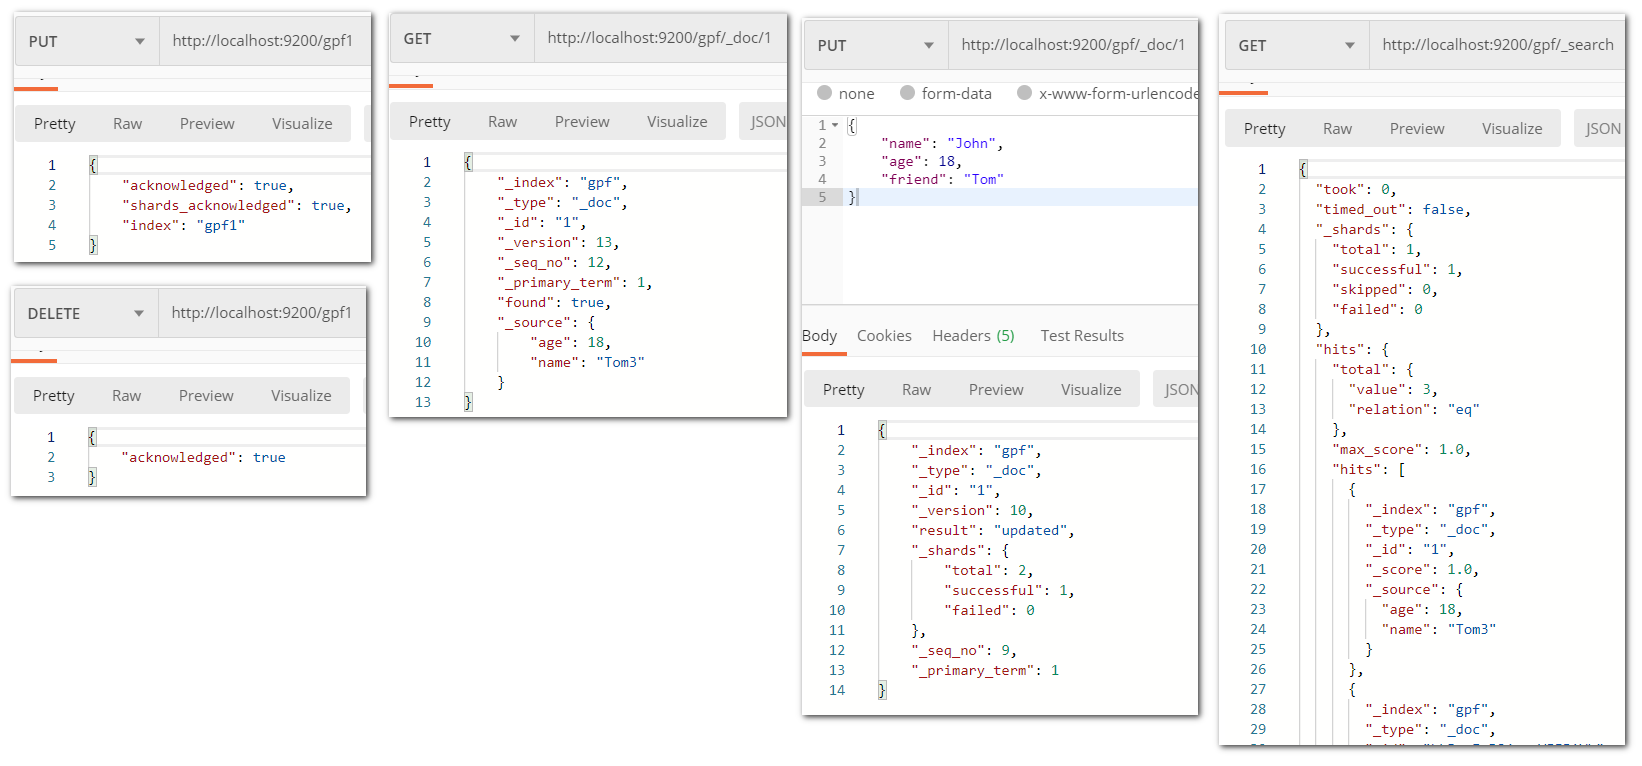 PUT http://localhost:9200/gpf1
Pretty Raw Preview Visualize
1 {
2 "acknowledged": true,
3 "shards_acknowledged": true,
4 "index": "gpf1"
5 }
DELETE http://localhost:9200/gpf1
Pretty Raw Preview Visualize
1 {
2 "acknowledged": true
3 }
GET http://localhost:9200/gpf/_doc/1
Pretty Raw Preview Visualize JSON
1 {
2 "_index": "gpf",
3 "_type": "_doc",
4 "_id": "1",
5 "_version": 13,
6 "_seq_no": 12,
7 "_primary_term": 1,
8 "found": true,
9 "_source": {
10 "age": 18,
11 "name": "Tom3"
12 }
13 }
PUT http://localhost:9200/gpf/_doc/1
none form-data x-www-form-urlencode
1 {
2 "name": "John",
3 "age": 18,
4 "friend": "Tom"
5 }
Body Cookies Headers (5) Test Results
Pretty Raw Preview Visualize JSON
1 {
2 "_index": "gpf",
3 "_type": "_doc",
4 "_id": "1",
5 "_version": 10,
6 "result": "updated",
7 "_shards": {
8 "total": 2,
9 "successful": 1,
10 "failed": 0
11 },
12 "_seq_no": 9,
13 "_primary_term": 1
14 }
GET http://localhost:9200/gpf/_search
Pretty Raw Preview Visualize JSON
1 {
2 "took": 0,
3 "timed_out": false,
4 "_shards": {
5 "total": 1,
6 "successful": 1,
7 "skipped": 0,
8 "failed": 0
9 },
10 "hits": {
11 "total": {
12 "value": 3,
13 "relation": "eq"
14 },
15 "max_score": 1.0,
16 "hits": [
17 {
18 "_index": "gpf",
19 "_type": "_doc",
20 "_id": "1",
21 "_score": 1.0,
22 "_source": {
23 "age": 18,
24 "name": "Tom3"
25 }
26 },
27 {
28 "_index": "gpf",
29 "_type": "_doc",